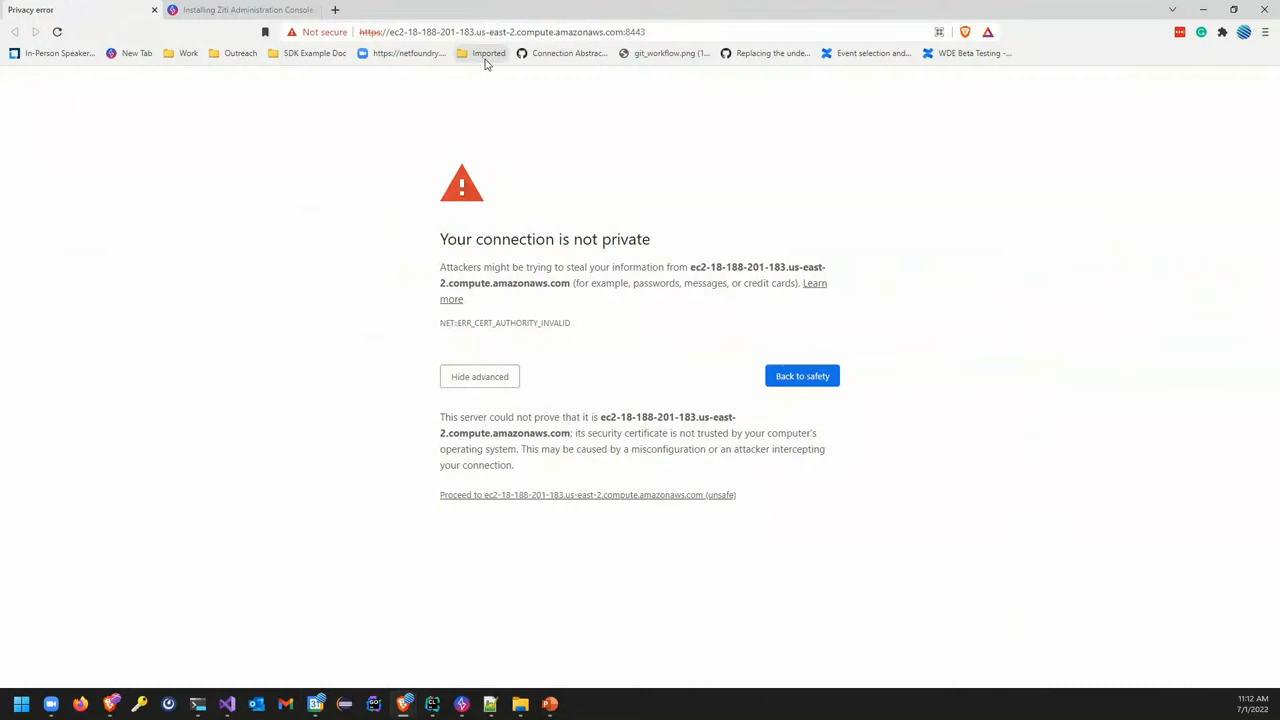 Privacy error
Installing Ziti Administration Console
Not secure
https://ec2-18-188-201-183.us-east-2.compute.amazonaws.com:8443
In-Person Speaker...
New Tab
Work
Outreach
SDK Example Doc
https://netfoundry....
Imported
Connection Abstrac...
git_workflow.png (1...
Replacing the unde...
Event selection and...
WDE Beta Testing -...
Your connection is not private
Attackers might be trying to steal your information from ec2-18-188-201-183.us-east-
2.compute.amazonaws.com (for example, passwords, messages, or credit cards). Learn
more
NET::ERR_CERT_AUTHORITY_INVALID
Hide advanced
Back to safety
This server could not prove that it is ec2-18-188-201-183.us-east-
2.compute.amazonaws.com; its security certificate is not trusted by your computer's
operating system. This may be caused by a misconfiguration or an attacker intercepting
your connection.
Proceed to ec2-18-188-201-183.us-east-2.compute.amazonaws.com (unsafe)
11:12 AM
7/1/2022